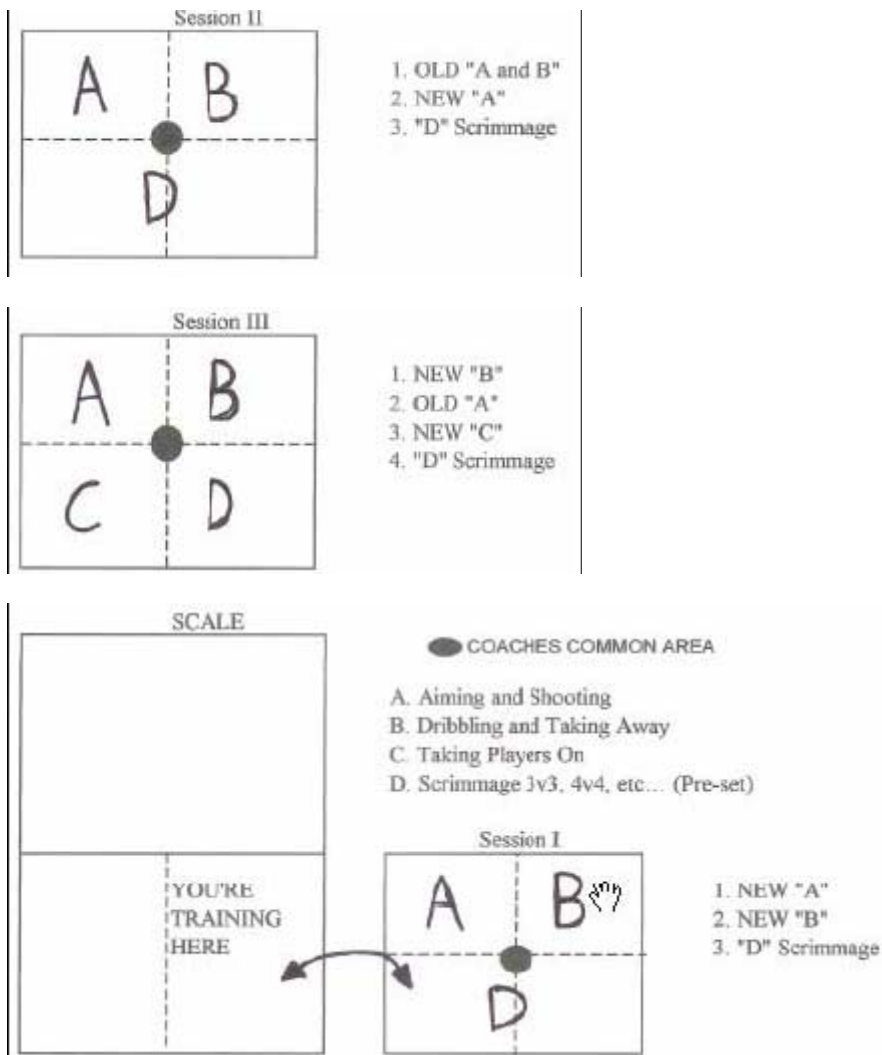 Session II
A B
D
1. OLD "A and B"
2. NEW "A"
3. "D" Scrimmage
Session III
A B
C D
1. NEW "B"
2. OLD "A"
3. NEW "C"
4. "D" Scrimmage
SCALE
YOU'RE
TRAINING
HERE
COACHES COMMON AREA
A. Aiming and Shooting
B. Dribbling and Taking Away
C. Taking Players On
D. Scrimmage 3v3, 4v4, etc... (Pre-set)
Session I
A B
D
1. NEW "A"
2. NEW "B"
3. "D" Scrimmage